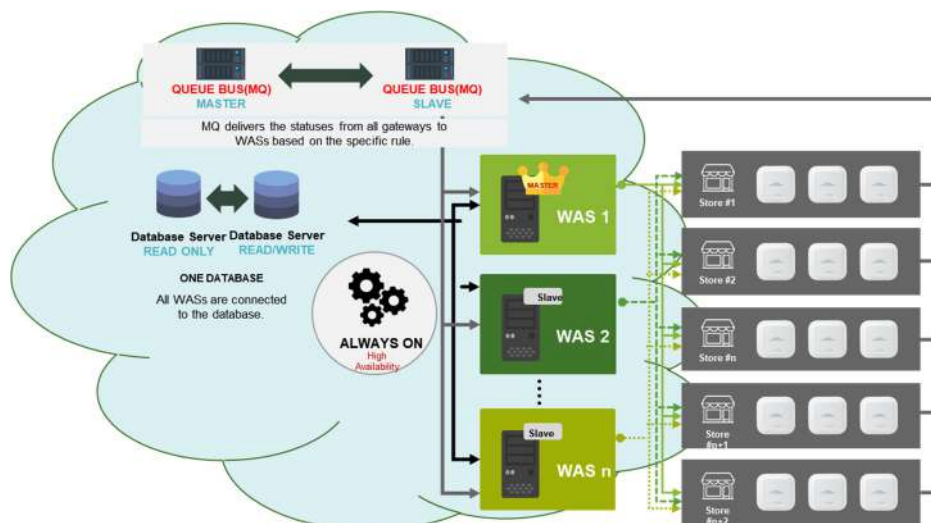 QUEUE BUS(MQ)
MASTER
QUEUE BUS(MQ)
SLAVE
MQ delivers the statuses from all gateways to
WASs based on the specific rule.
Database Server
READ ONLY
Database Server
READ/WRITE
ONE DATABASE
All WASs are connected
to the database.
ALWAYS ON
High
Availability
MASTER
WAS 1
Slave
WAS 2
Slave
WAS n
Store #1
Store #2
Store #n
Store
#n+1
Store
#n+2